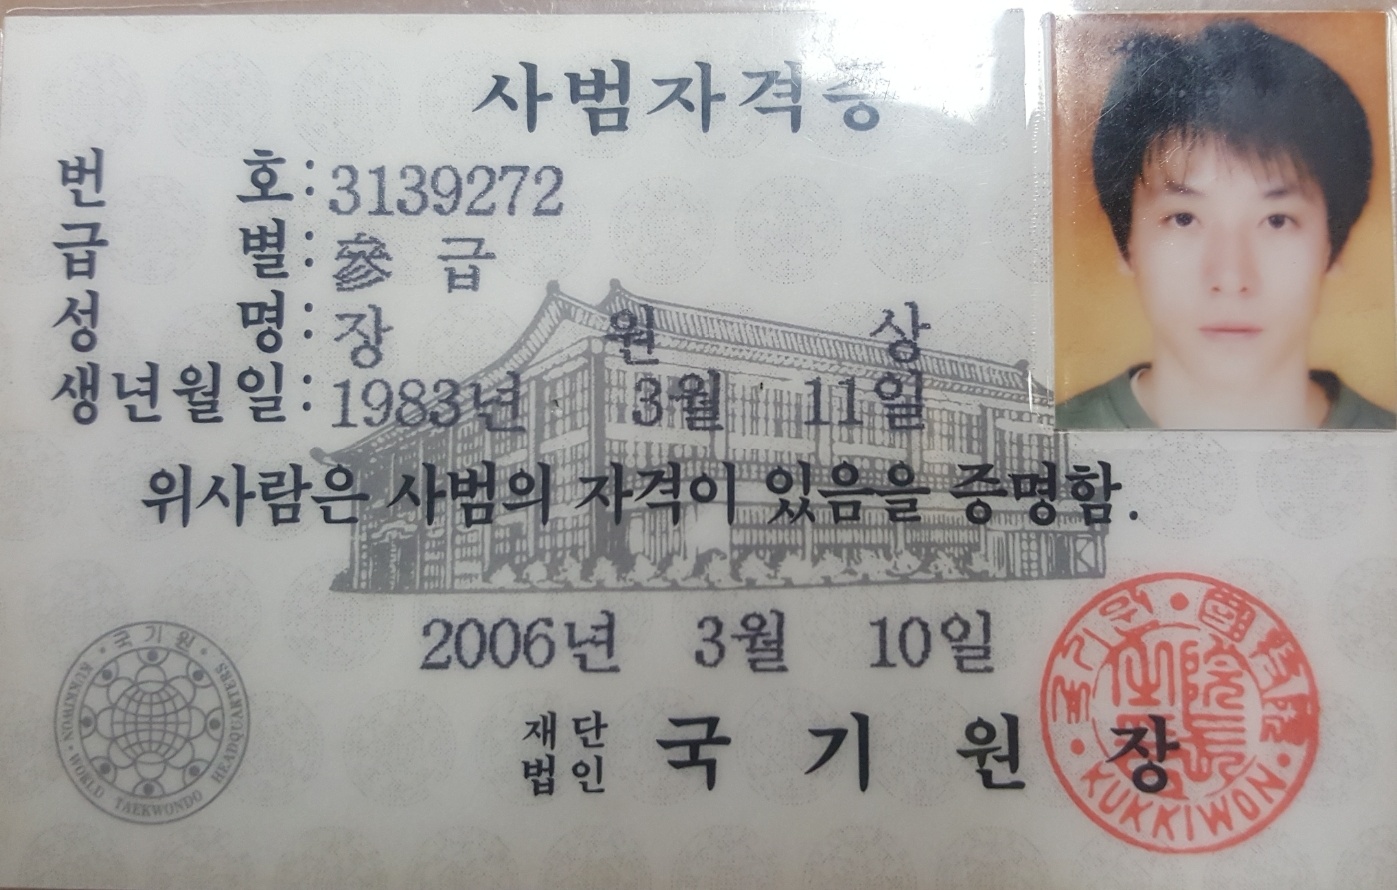 사범자격증
번 호: 3139272
급 별: 參 급
성 명: 장 원 상
생년월일: 1983년 3월 11일
위사람은 사범의 자격이 있음을 증명함.
2006년 3월 10일
재단법인 국 기 원 장
국기원
KUKKIWON · WORLD TAEKWONDO HEADQUARTERS
KUKKIWON